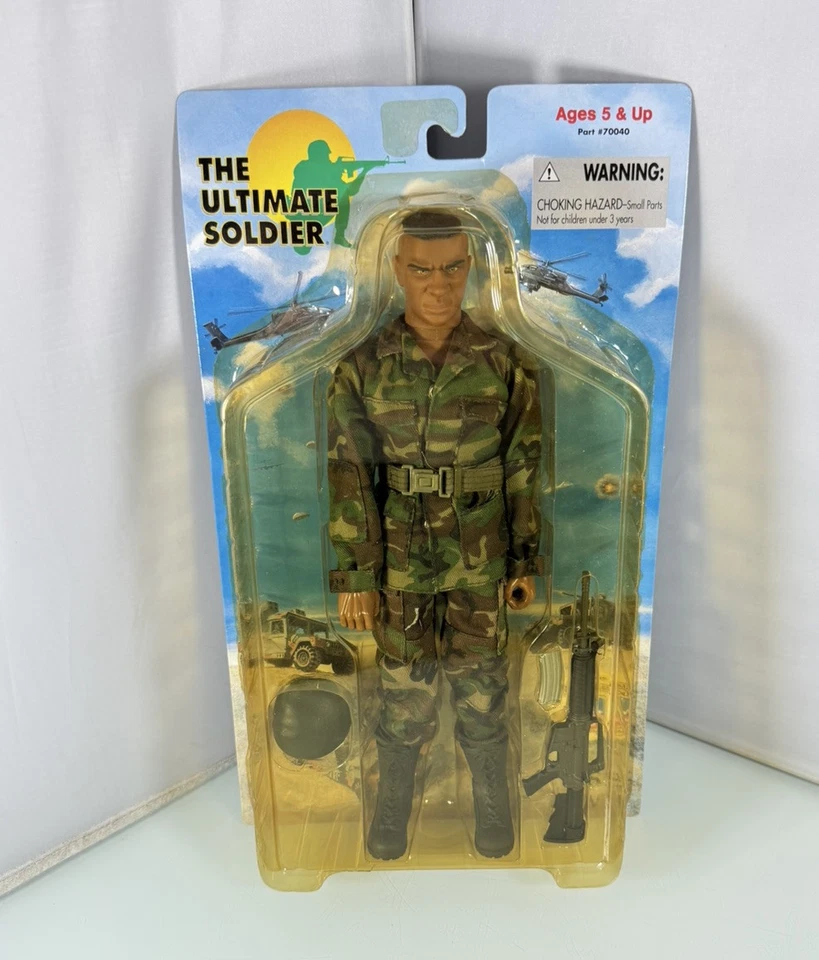 THE
ULTIMATE
SOLDIER
Ages 5 & Up
Part #70040
WARNING:
CHOKING HAZARD–Small Parts
Not for children under 3 years